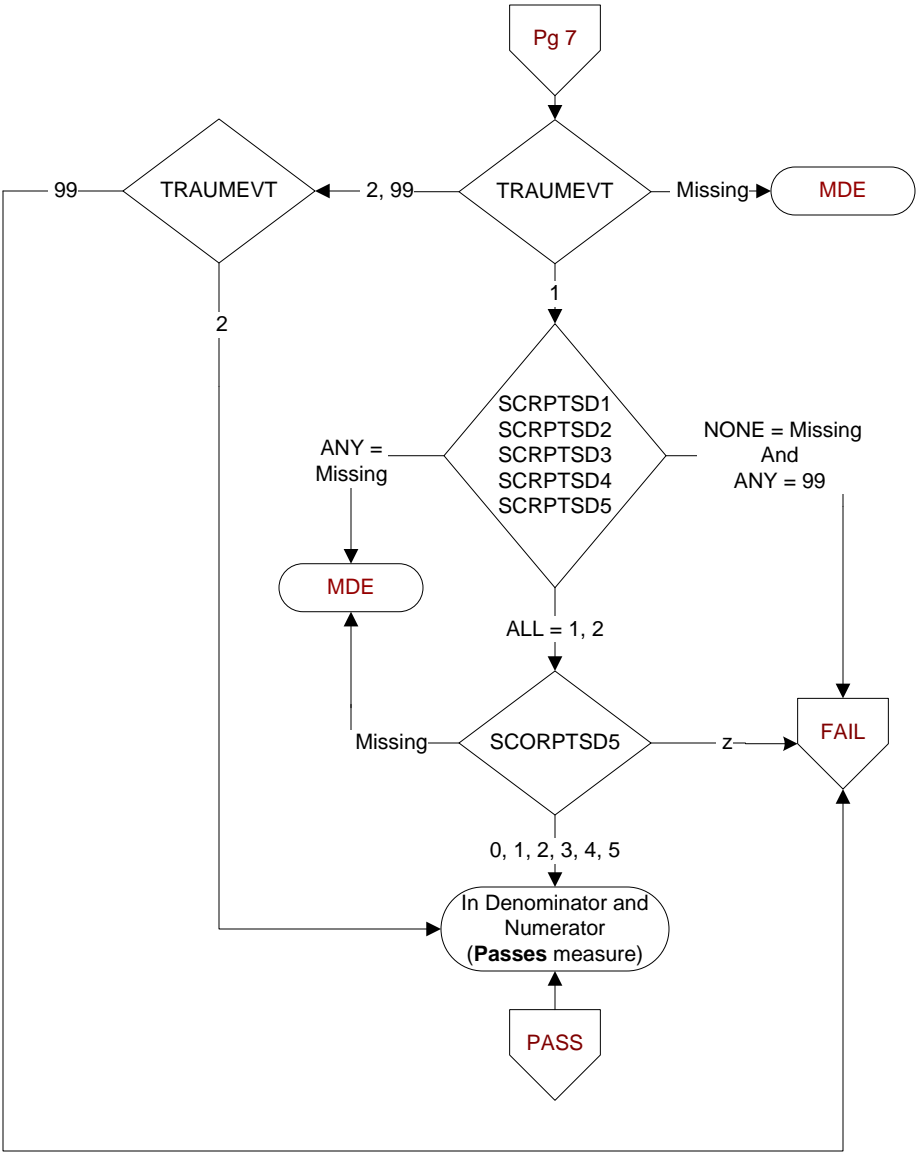 Pg 7
99
TRAUMEVT
2, 99
TRAUMEVT
Missing
MDE
2
1
SCRPTSD1
SCRPTSD2
SCRPTSD3
SCRPTSD4
SCRPTSD5
ANY =
Missing
NONE = Missing
And
ANY = 99
MDE
ALL = 1, 2
Missing
SCORPTSD5
z
FAIL
0, 1, 2, 3, 4, 5
In Denominator and
Numerator
(Passes measure)
PASS